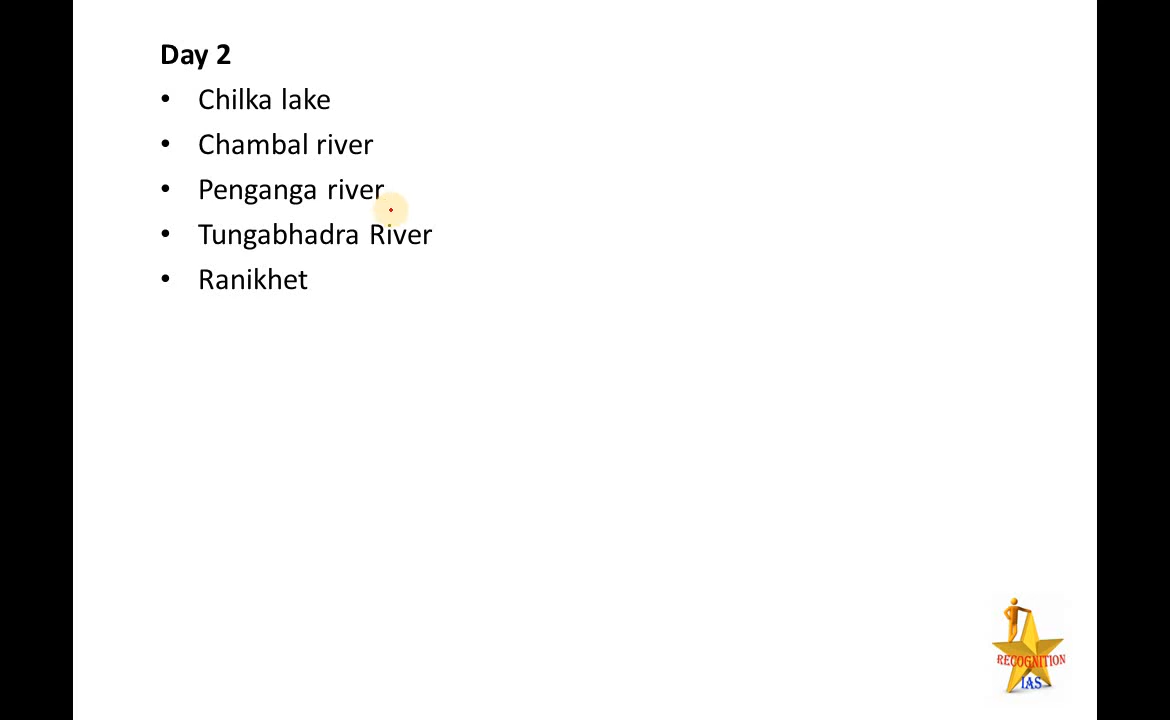 Day 2
• Chilka lake
• Chambal river
• Penganga river
• Tungabhadra River
• Ranikhet
RECOGNITION
IAS